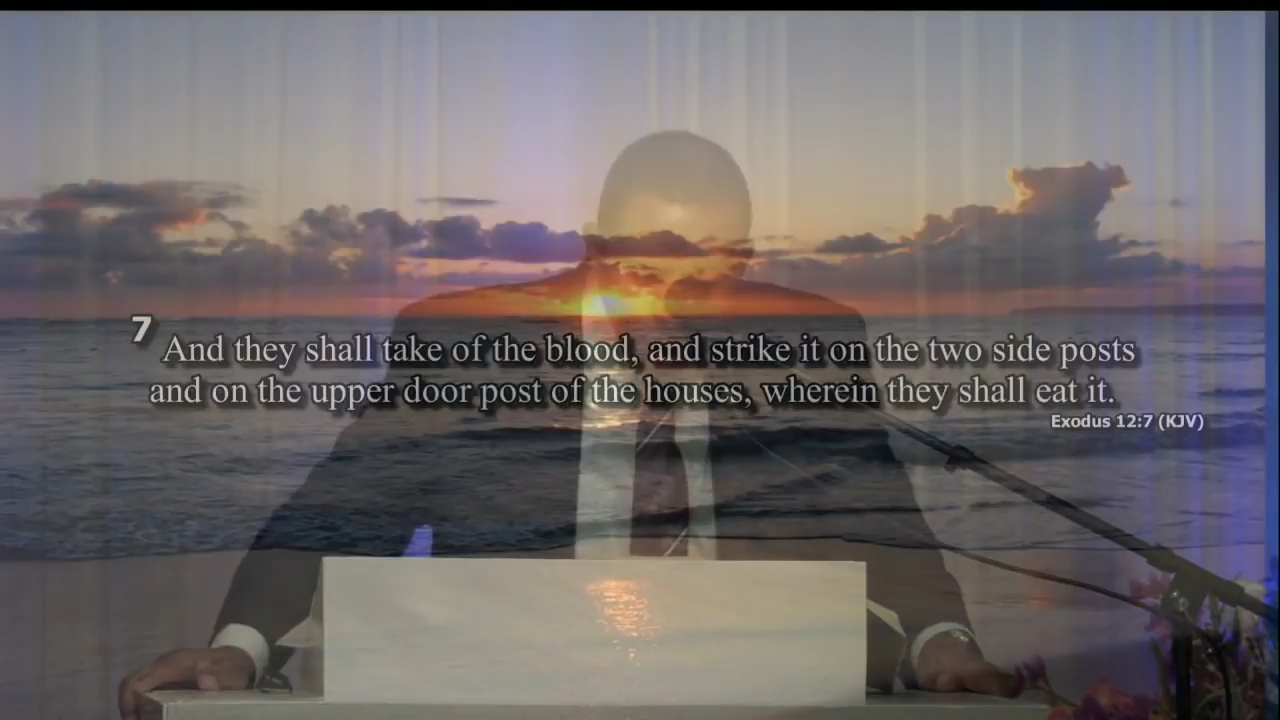 7 And they shall take of the blood, and strike it on the two side posts
and on the upper door post of the houses, wherein they shall eat it.
Exodus 12:7 (KJV)